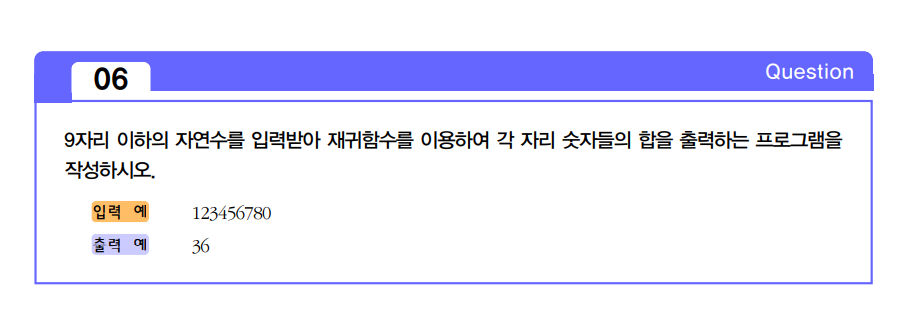 06
Question
9자리 이하의 자연수를 입력받아 재귀함수를 이용하여 각 자리 숫자들의 합을 출력하는 프로그램을
작성하시오.
입력 예 123456780
출력 예 36